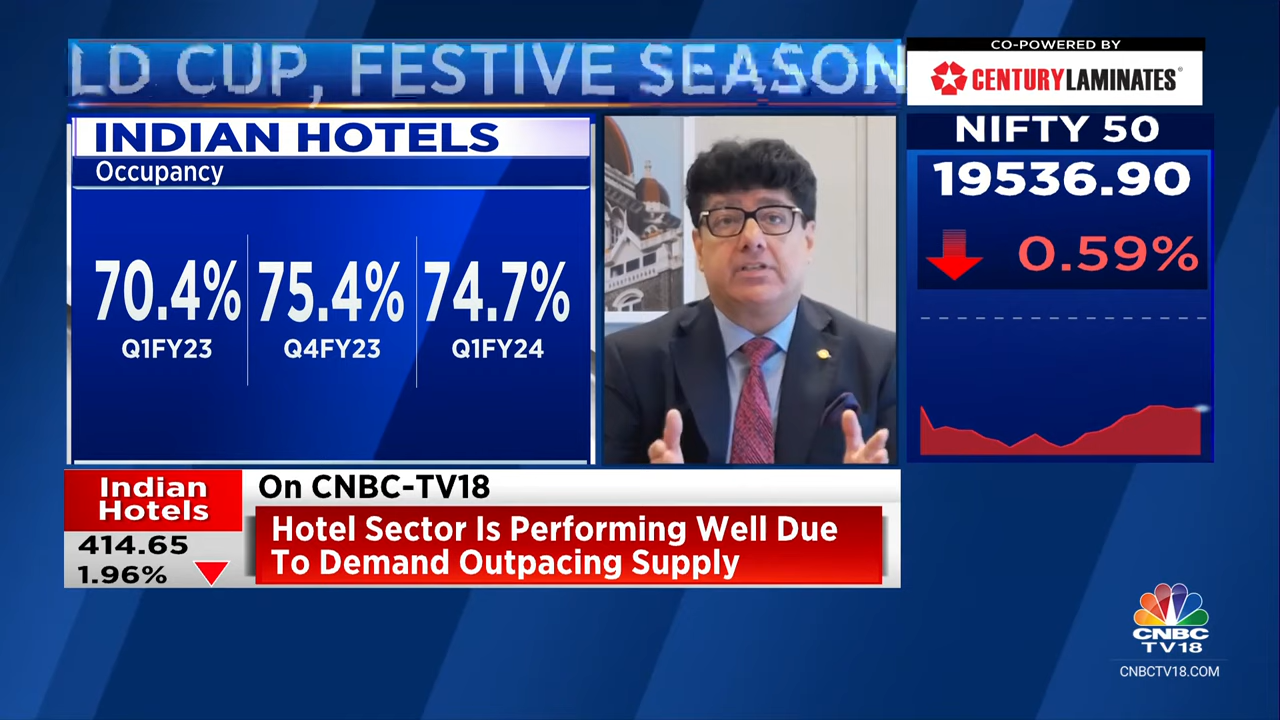 LD CUP, FESTIVE SEASON
CO-POWERED BY
CENTURYLAMINATES®
INDIAN HOTELS
Occupancy
70.4% 75.4% 74.7%
Q1FY23 Q4FY23 Q1FY24
NIFTY 50
19536.90
0.59%
Indian
Hotels
414.65
1.96%
On CNBC-TV18
Hotel Sector Is Performing Well Due
To Demand Outpacing Supply
CNBC
TV18
CNBCTV18.COM